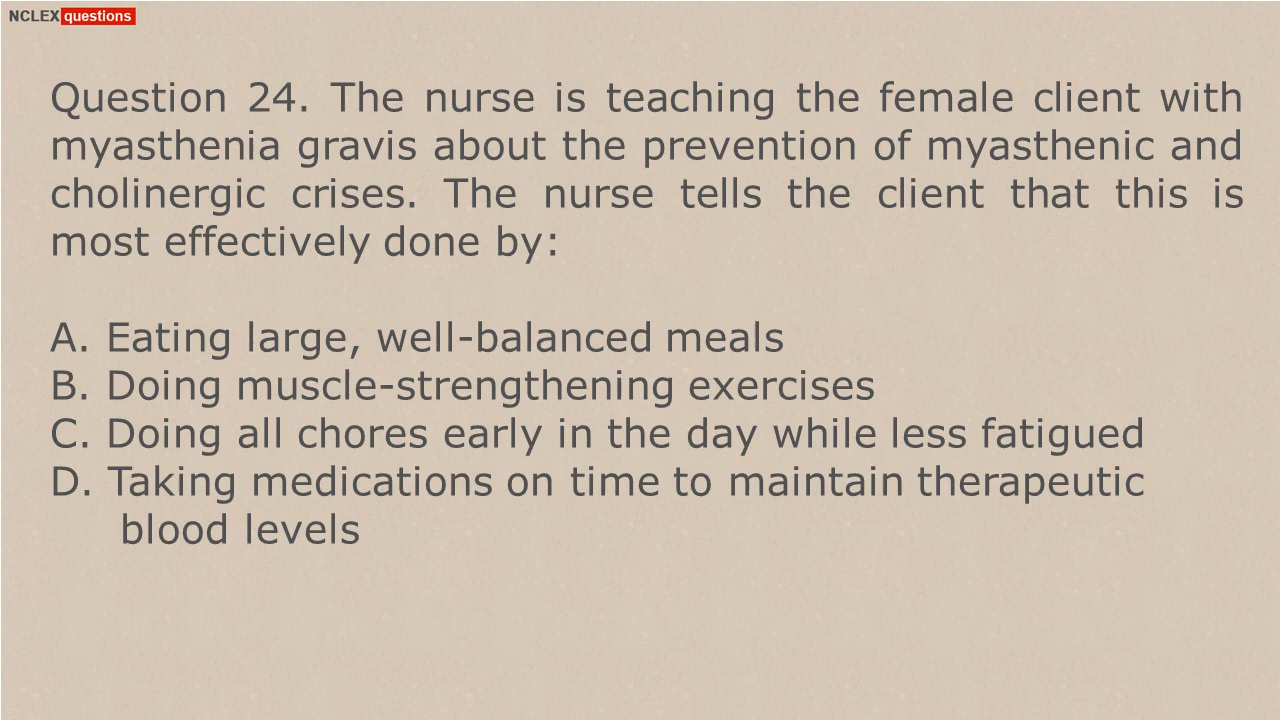 NCLEX questions
Question 24. The nurse is teaching the female client with
myasthenia gravis about the prevention of myasthenic and
cholinergic crises. The nurse tells the client that this is
most effectively done by:
A. Eating large, well-balanced meals
B. Doing muscle-strengthening exercises
C. Doing all chores early in the day while less fatigued
D. Taking medications on time to maintain therapeutic
blood levels